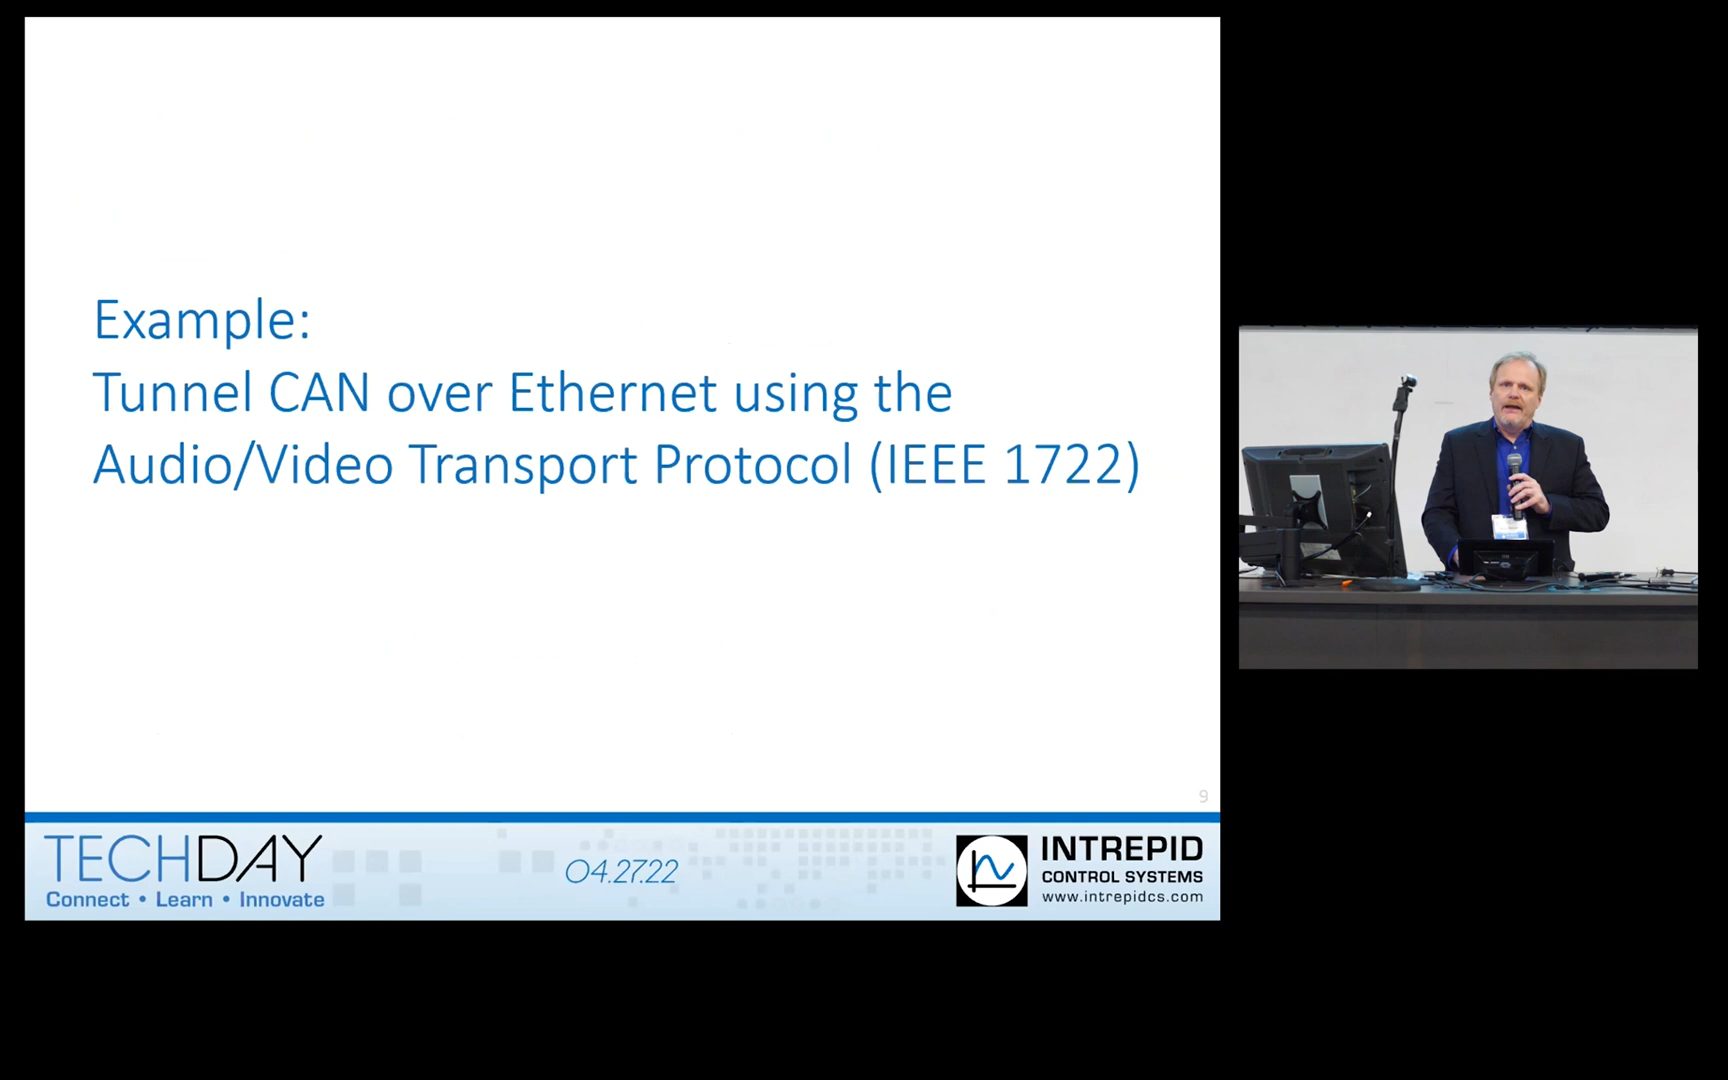 Example:
Tunnel CAN over Ethernet using the
Audio/Video Transport Protocol (IEEE 1722)
9
TECHDAY
Connect • Learn • Innovate
04.27.22
INTREPID
CONTROL SYSTEMS
www.intrepidcs.com